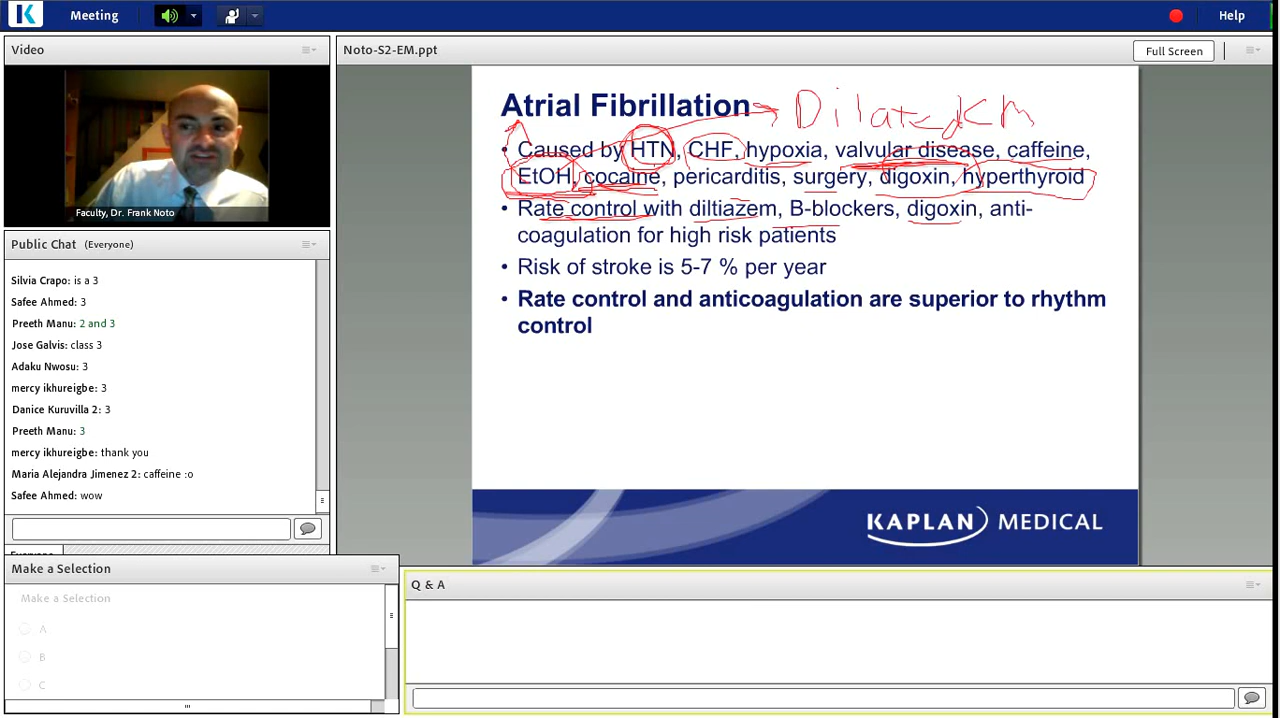 Meeting
Help
Video
Faculty, Dr. Frank Noto
Public Chat (Everyone)
Silvia Crapo: is a 3
Safee Ahmed: 3
Preeth Manu: 2 and 3
Jose Galvis: class 3
Adaku Nwosu: 3
mercy ikhureigbe: 3
Danice Kuruvilla 2: 3
Preeth Manu: 3
mercy ikhureigbe: thank you
Maria Alejandra Jimenez 2: caffeine :o
Safee Ahmed: wow
Everyone
Make a Selection
Make a Selection
A
B
C
Noto-S2-EM.ppt
Full Screen
Atrial Fibrillation
Dilated CM
• Caused by HTN, CHF, hypoxia, valvular disease, caffeine,
EtOH, cocaine, pericarditis, surgery, digoxin, hyperthyroid
• Rate control with diltiazem, B-blockers, digoxin, anti-
coagulation for high risk patients
• Risk of stroke is 5-7 % per year
• Rate control and anticoagulation are superior to rhythm
control
KAPLAN MEDICAL
Q & A